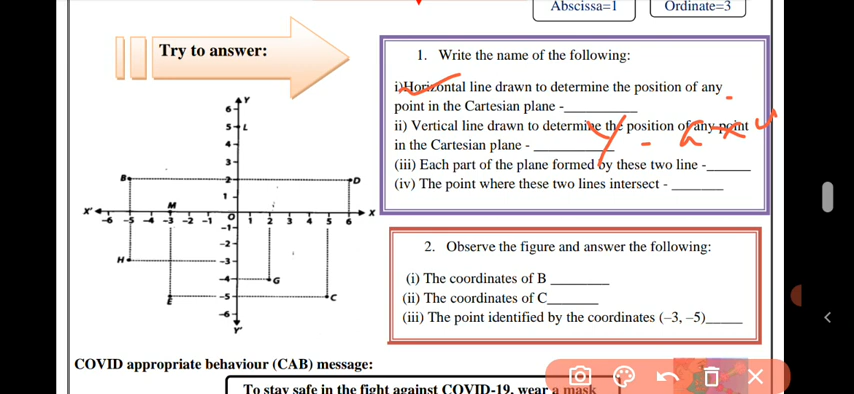 Abscissa=1
Ordinate=3
Try to answer:
1. Write the name of the following:
i)Horizontal line drawn to determine the position of any
point in the Cartesian plane -__________
ii) Vertical line drawn to determine the position of any point
in the Cartesian plane - __________
(iii) Each part of the plane formed by these two line -______
(iv) The point where these two lines intersect - _______
Y
6
5 L
4
3
B 2 D
1
M
X' -6 -5 -4 -3 -2 -1 O 1 2 3 4 5 6 X
-1
-2
H -3
-4 G
E -5 C
-6
Y'
2. Observe the figure and answer the following:
(i) The coordinates of B ________
(ii) The coordinates of C_______
(iii) The point identified by the coordinates (–3, –5)_____
COVID appropriate behaviour (CAB) message:
To stay safe in the fight against COVID-19, wear a mask